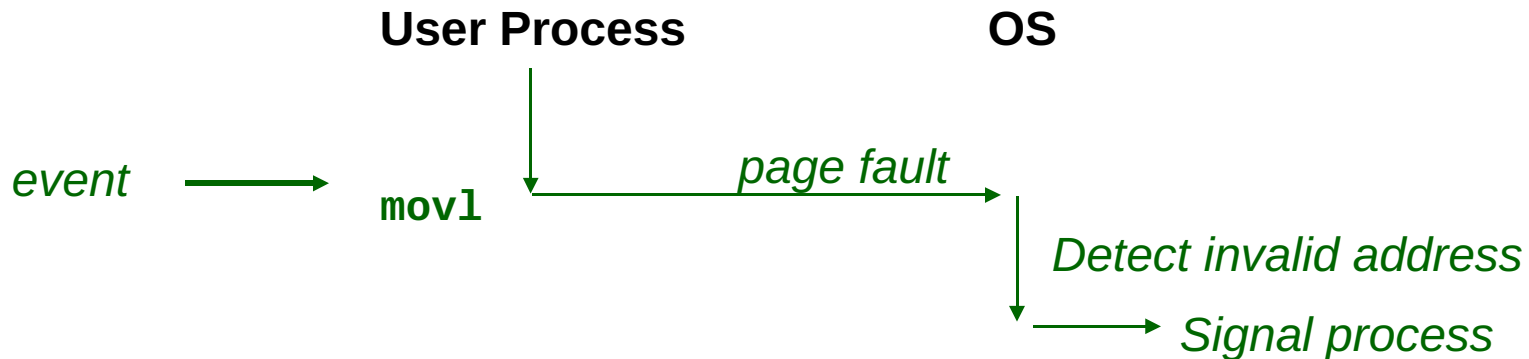 User Process OS
event
page fault
movl
Detect invalid address
Signal process